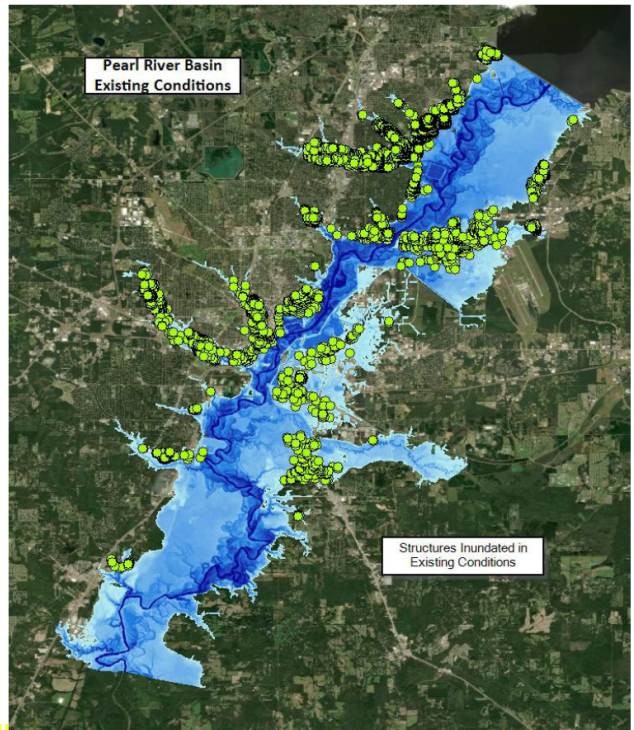 Pearl River Basin
Existing Conditions
Structures Inundated in
Existing Conditions